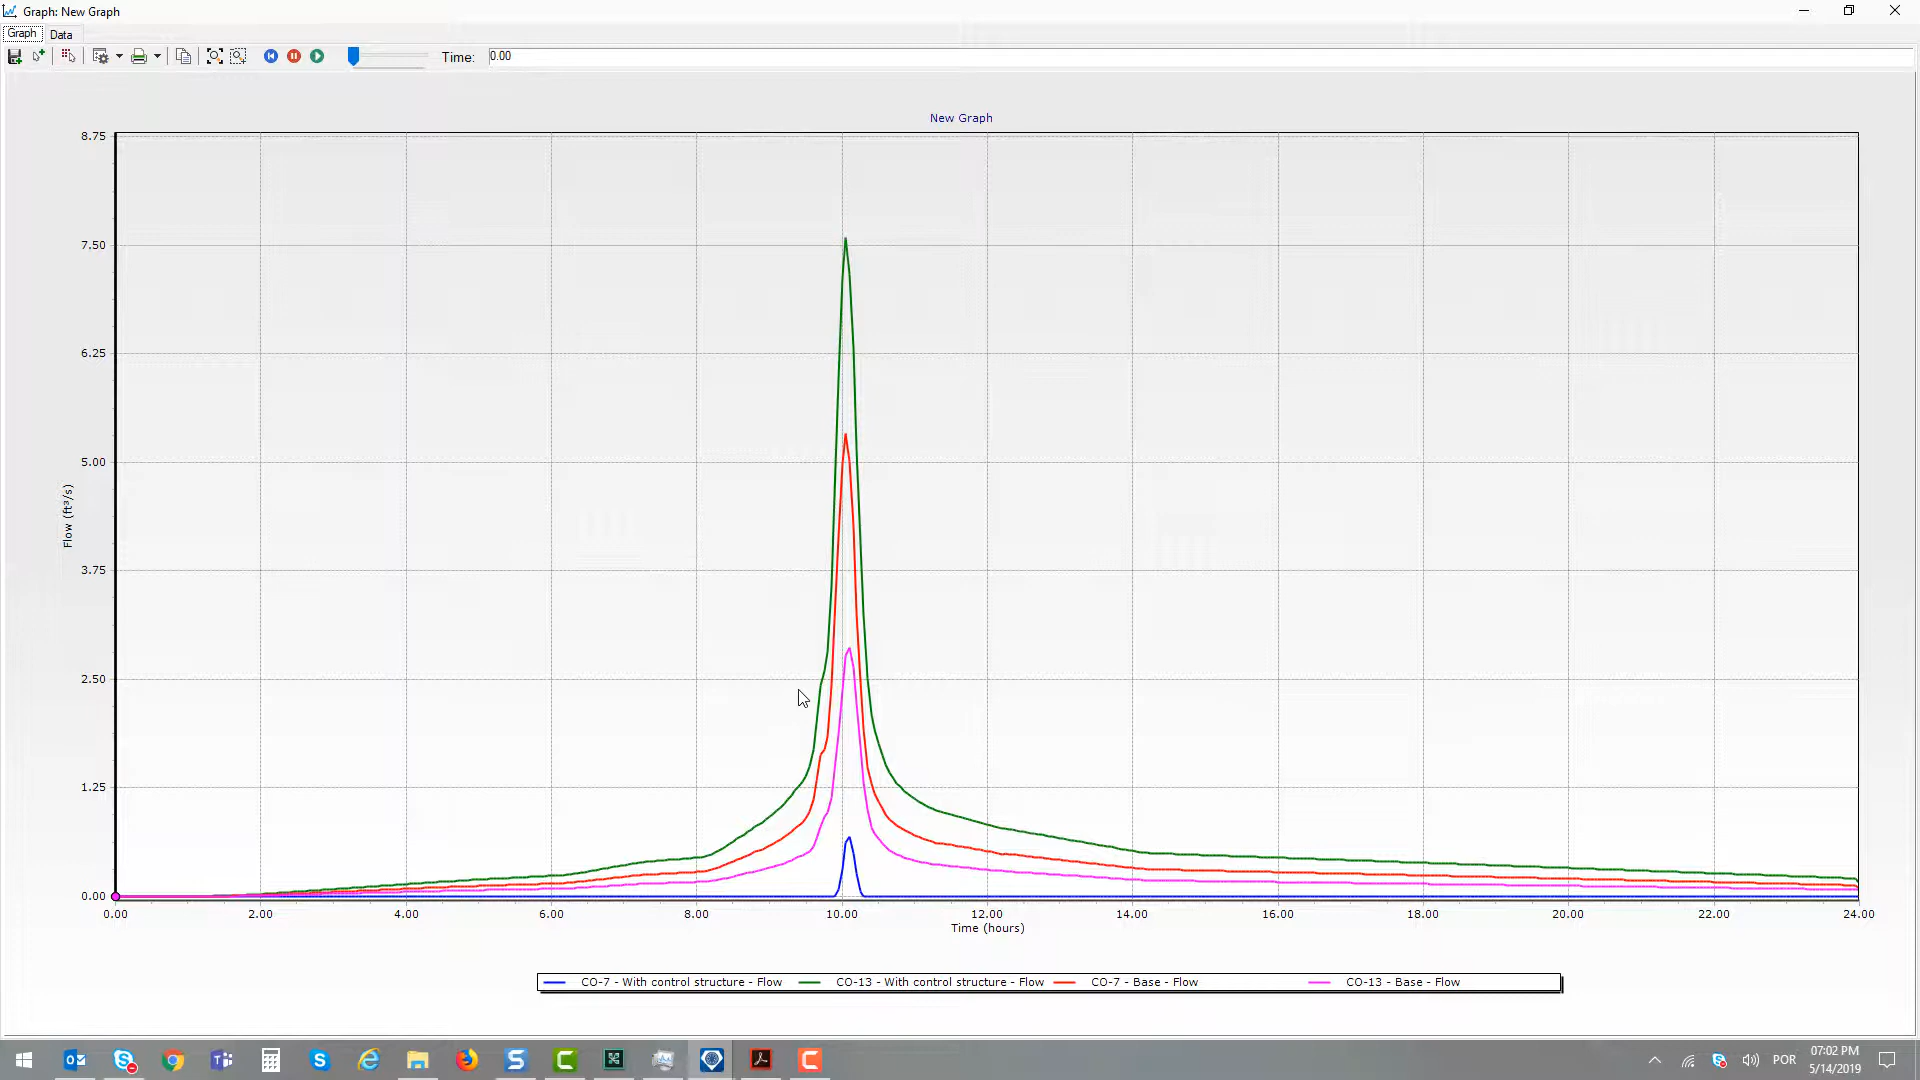 Graph: New Graph
Graph Data
Time: 0.00
New Graph
8.75
7.50
6.25
5.00
3.75
2.50
1.25
0.00
Flow (ft³/s)
0.00 2.00 4.00 6.00 8.00 10.00 12.00 14.00 16.00 18.00 20.00 22.00 24.00
Time (hours)
CO-7 - With control structure - Flow CO-13 - With control structure - Flow CO-7 - Base - Flow CO-13 - Base - Flow
POR
07:02 PM
5/14/2019